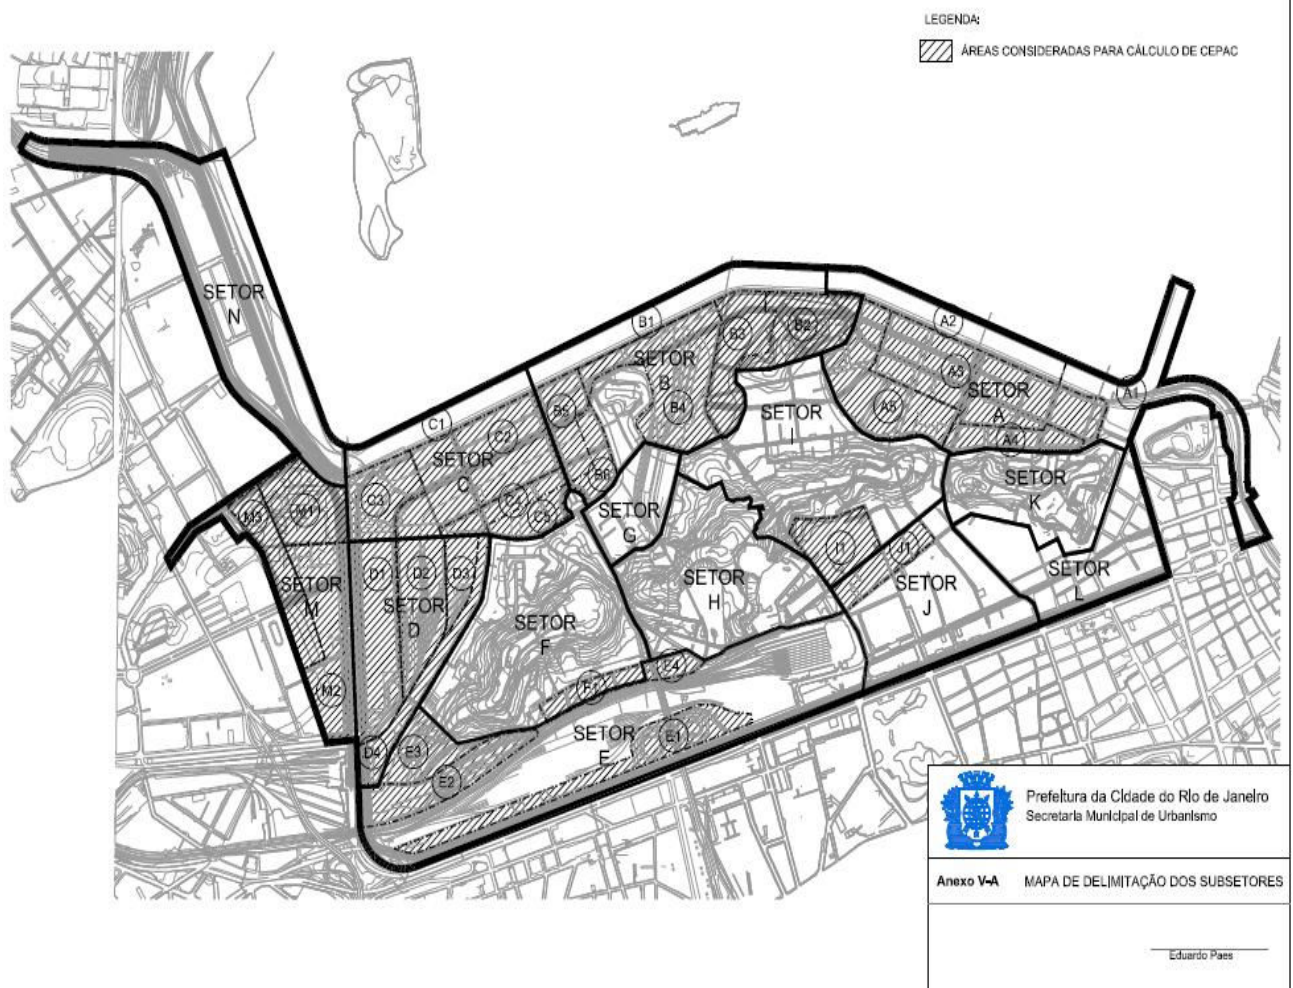 LEGENDA:
ÁREAS CONSIDERADAS PARA CÁLCULO DE CEPAC
SETOR
N
B1
B3
B2
A2
SETOR
B
A3
SETOR
A
A1
C1
B5
B4
SETOR
I
A5
A4
C2
SETOR
C
B6
SETOR
K
C3
C4
C5
M3
M1
SETOR
G
I1
J1
D1
D2
D3
SETOR
M
SETOR
D
SETOR
H
SETOR
J
SETOR
L
SETOR
F
M2
F1
E4
SETOR
E
E1
D4
E3
E2
Prefeitura da Cidade do Rio de Janeiro
Secretaria Municipal de Urbanismo
Anexo V-A MAPA DE DELIMITAÇÃO DOS SUBSETORES
Eduardo Paes